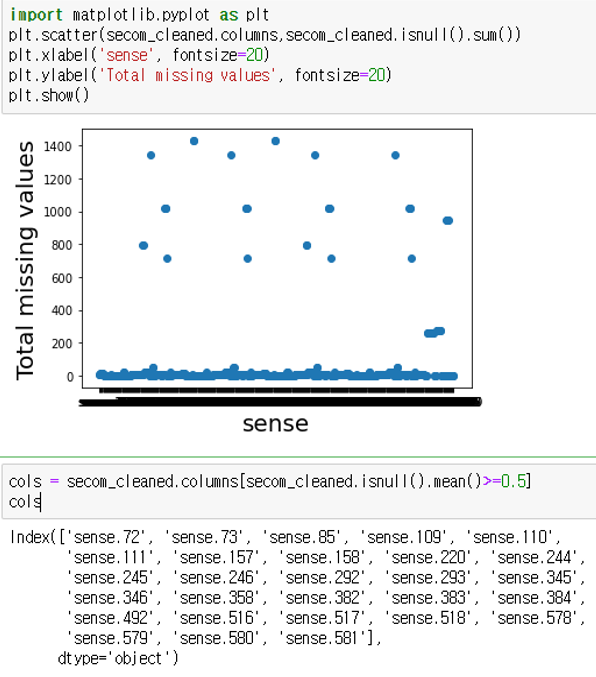 import matplotlib.pyplot as plt
plt.scatter(secom_cleaned.columns,secom_cleaned.isnull().sum())
plt.xlabel('sense', fontsize=20)
plt.ylabel('Total missing values', fontsize=20)
plt.show()
Total missing values
1400
1200
1000
800
600
400
200
0
sense
cols = secom_cleaned.columns[secom_cleaned.isnull().mean()>=0.5]
cols
Index(['sense.72', 'sense.73', 'sense.85', 'sense.109', 'sense.110',
'sense.111', 'sense.157', 'sense.158', 'sense.220', 'sense.244',
'sense.245', 'sense.246', 'sense.292', 'sense.293', 'sense.345',
'sense.346', 'sense.358', 'sense.382', 'sense.383', 'sense.384',
'sense.492', 'sense.516', 'sense.517', 'sense.518', 'sense.578',
'sense.579', 'sense.580', 'sense.581'],
dtype='object')